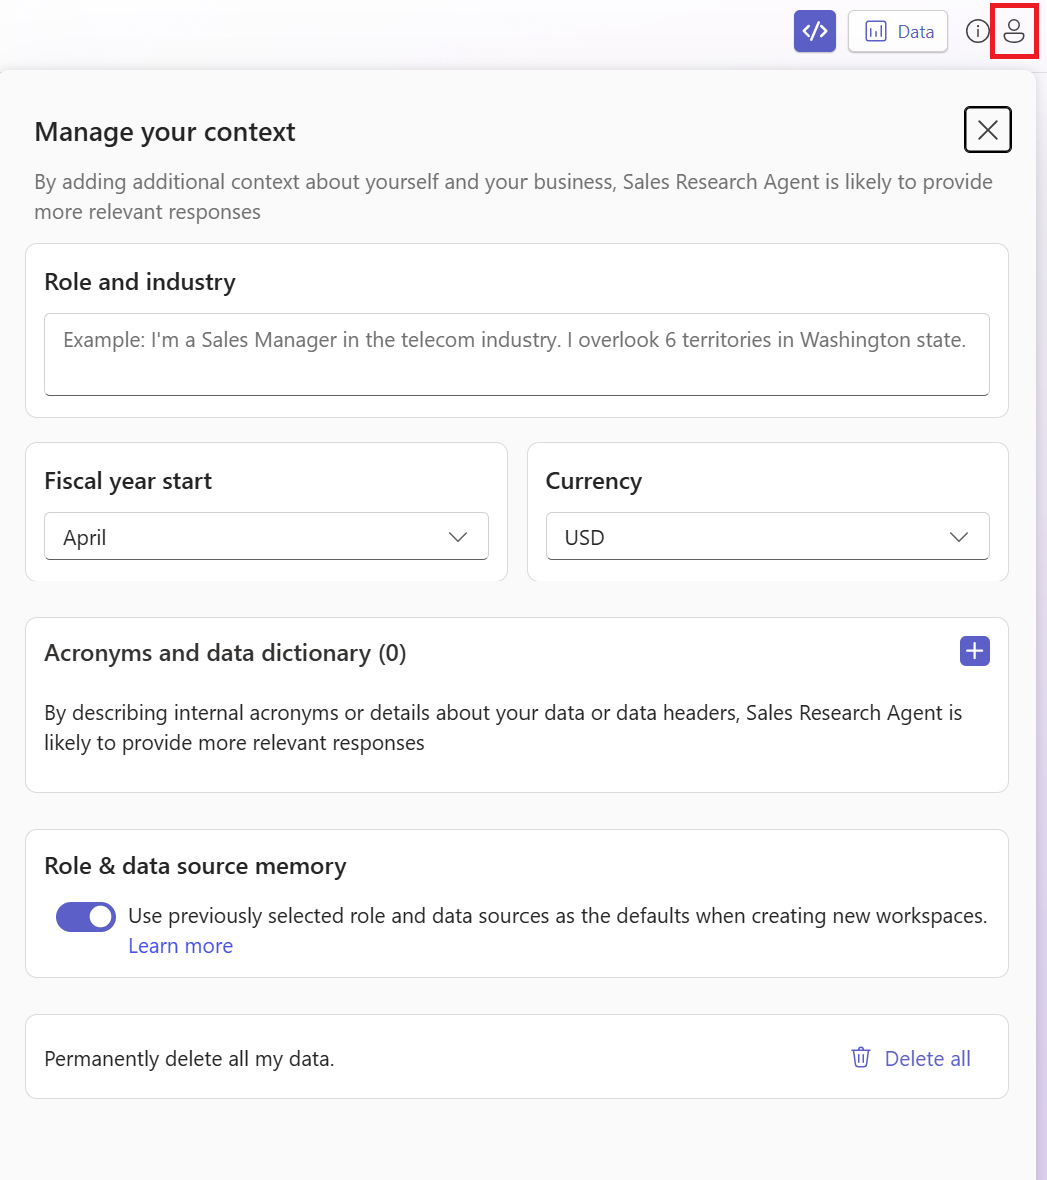 Data
Manage your context
By adding additional context about yourself and your business, Sales Research Agent is likely to provide
more relevant responses
Role and industry
Example: I'm a Sales Manager in the telecom industry. I overlook 6 territories in Washington state.
Fiscal year start
Currency
April
USD
Acronyms and data dictionary (0)
By describing internal acronyms or details about your data or data headers, Sales Research Agent is
likely to provide more relevant responses
Role & data source memory
Use previously selected role and data sources as the defaults when creating new workspaces.
Learn more
Permanently delete all my data.
Delete all